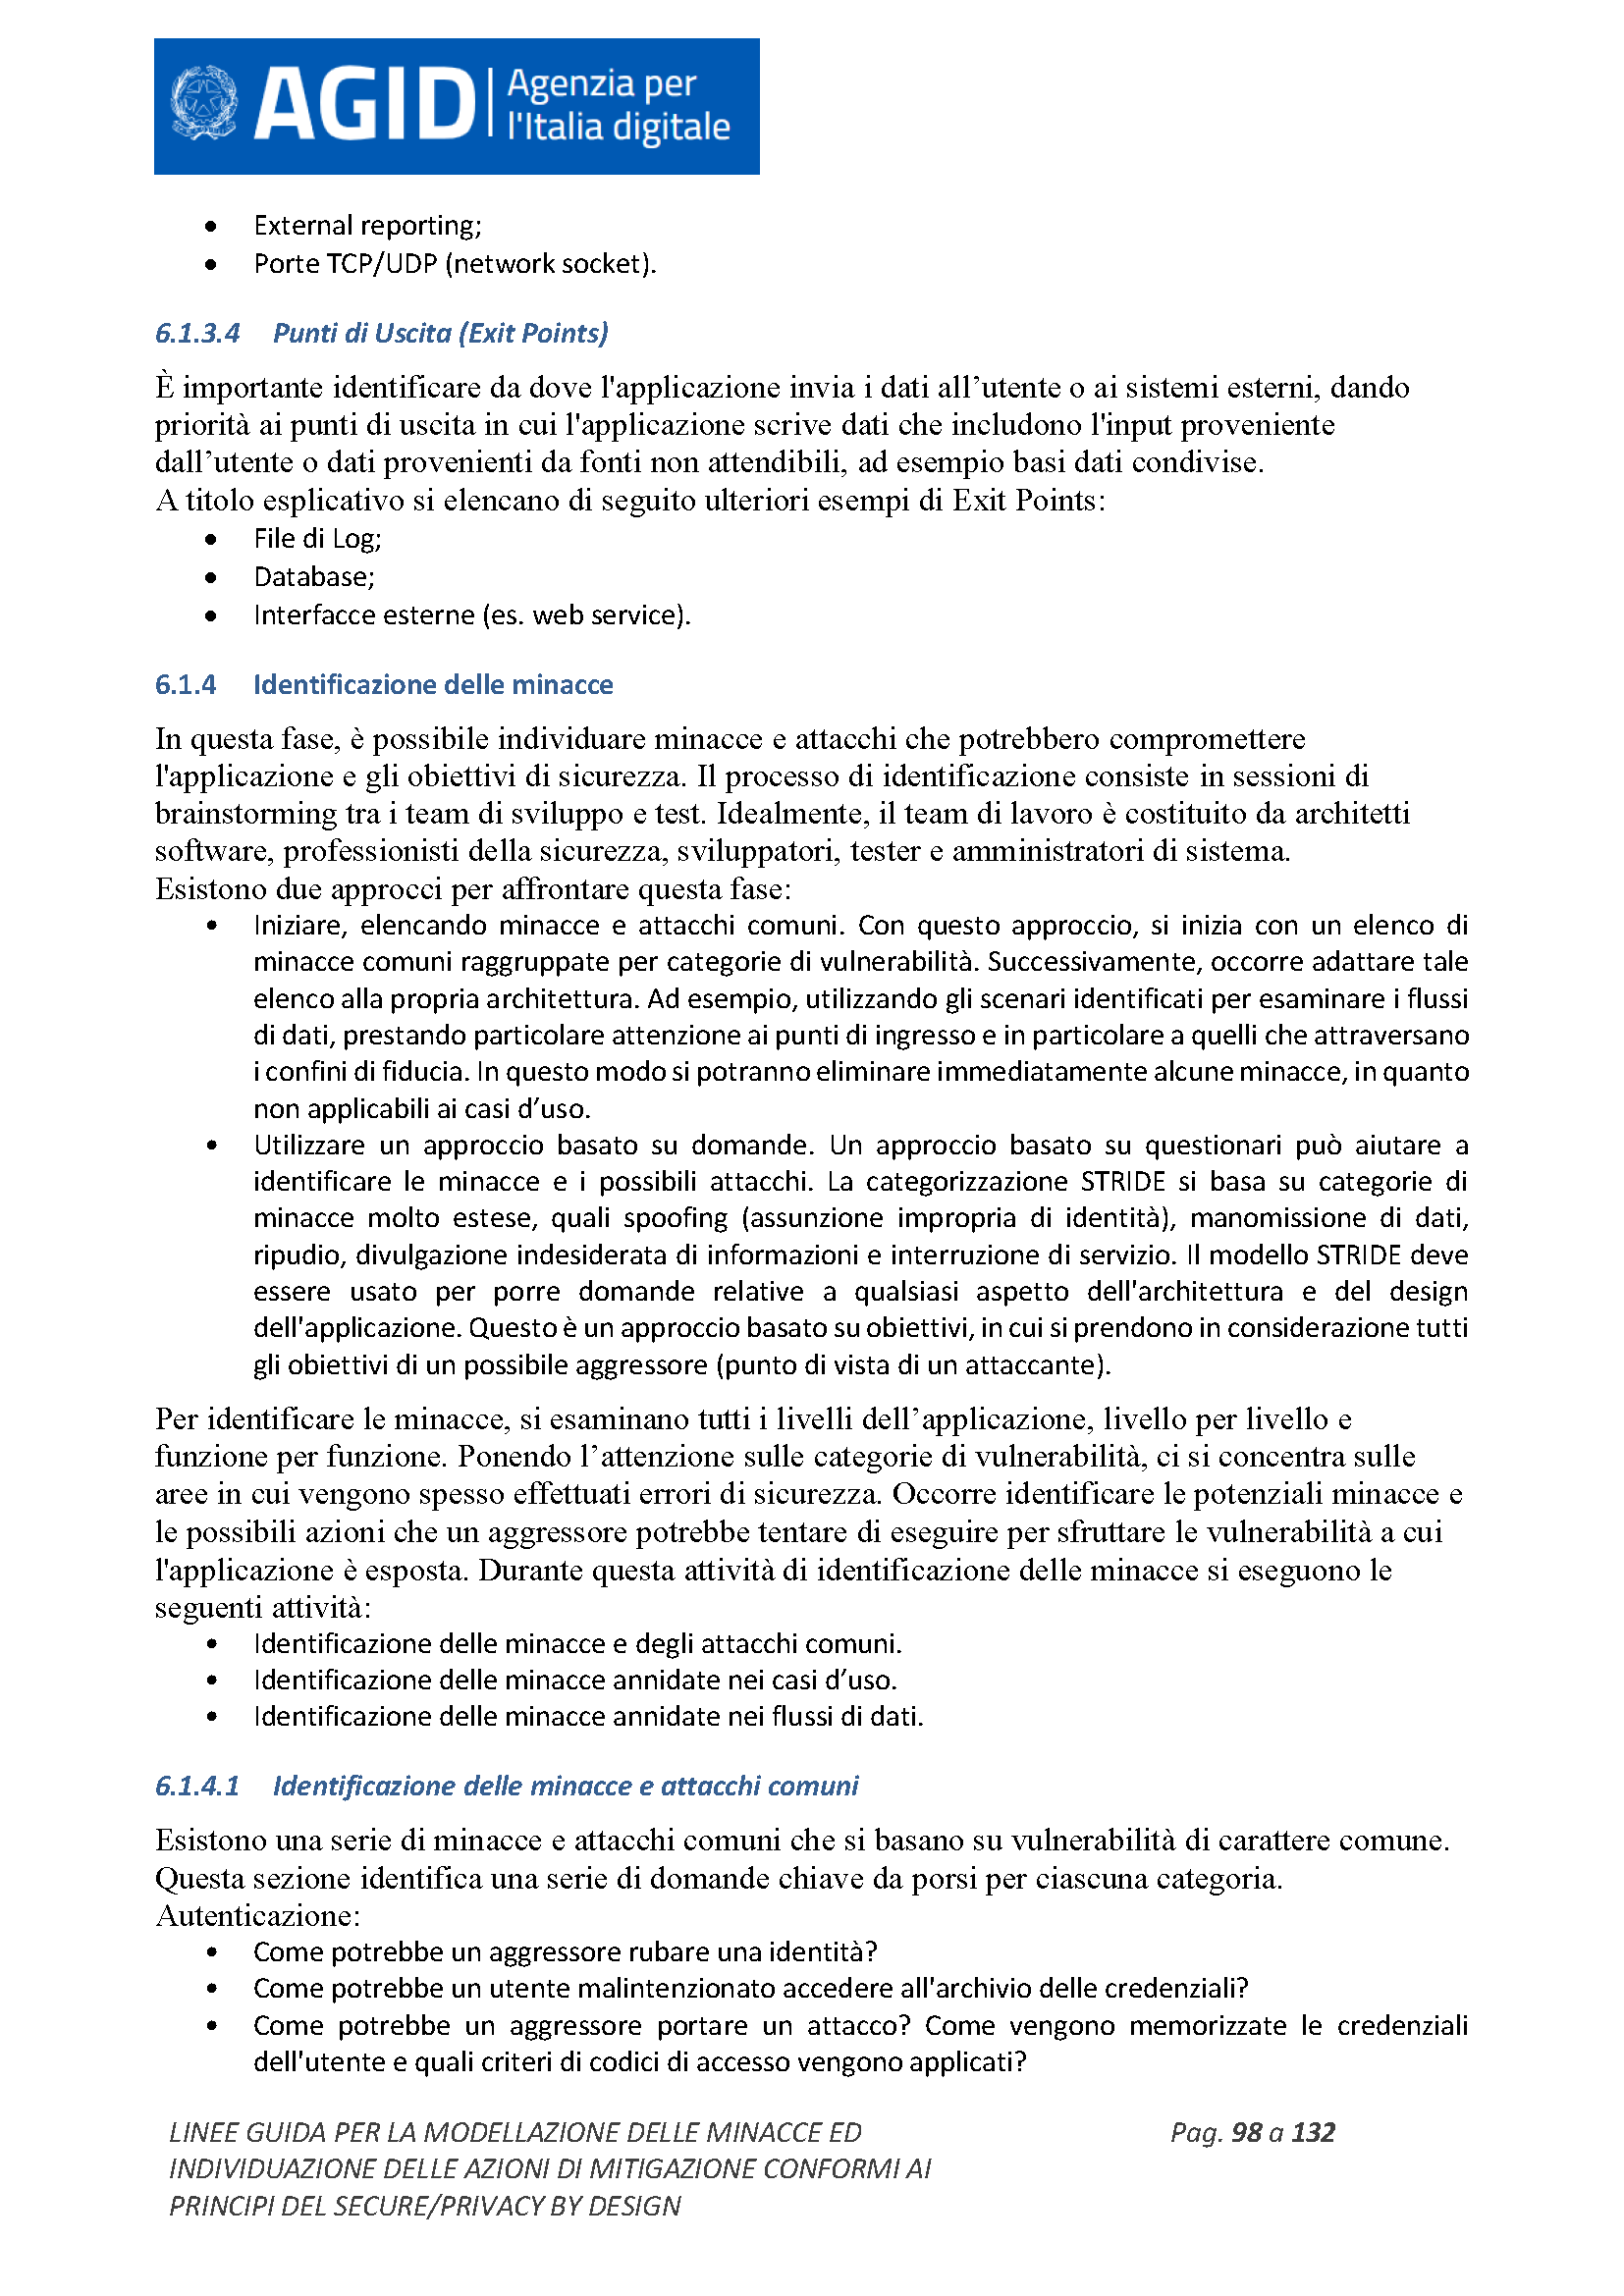 AGID Agenzia per
l'Italia digitale
• External reporting;
• Porte TCP/UDP (network socket).
6.1.3.4 Punti di Uscita (Exit Points)
È importante identificare da dove l'applicazione invia i dati all’utente o ai sistemi esterni, dando
priorità ai punti di uscita in cui l'applicazione scrive dati che includono l'input proveniente
dall’utente o dati provenienti da fonti non attendibili, ad esempio basi dati condivise.
A titolo esplicativo si elencano di seguito ulteriori esempi di Exit Points:
• File di Log;
• Database;
• Interfacce esterne (es. web service).
6.1.4 Identificazione delle minacce
In questa fase, è possibile individuare minacce e attacchi che potrebbero compromettere
l'applicazione e gli obiettivi di sicurezza. Il processo di identificazione consiste in sessioni di
brainstorming tra i team di sviluppo e test. Idealmente, il team di lavoro è costituito da architetti
software, professionisti della sicurezza, sviluppatori, tester e amministratori di sistema.
Esistono due approcci per affrontare questa fase:
• Iniziare, elencando minacce e attacchi comuni. Con questo approccio, si inizia con un elenco di
minacce comuni raggruppate per categorie di vulnerabilità. Successivamente, occorre adattare tale
elenco alla propria architettura. Ad esempio, utilizzando gli scenari identificati per esaminare i flussi
di dati, prestando particolare attenzione ai punti di ingresso e in particolare a quelli che attraversano
i confini di fiducia. In questo modo si potranno eliminare immediatamente alcune minacce, in quanto
non applicabili ai casi d’uso.
• Utilizzare un approccio basato su domande. Un approccio basato su questionari può aiutare a
identificare le minacce e i possibili attacchi. La categorizzazione STRIDE si basa su categorie di
minacce molto estese, quali spoofing (assunzione impropria di identità), manomissione di dati,
ripudio, divulgazione indesiderata di informazioni e interruzione di servizio. Il modello STRIDE deve
essere usato per porre domande relative a qualsiasi aspetto dell'architettura e del design
dell'applicazione. Questo è un approccio basato su obiettivi, in cui si prendono in considerazione tutti
gli obiettivi di un possibile aggressore (punto di vista di un attaccante).
Per identificare le minacce, si esaminano tutti i livelli dell’applicazione, livello per livello e
funzione per funzione. Ponendo l’attenzione sulle categorie di vulnerabilità, ci si concentra sulle
aree in cui vengono spesso effettuati errori di sicurezza. Occorre identificare le potenziali minacce e
le possibili azioni che un aggressore potrebbe tentare di eseguire per sfruttare le vulnerabilità a cui
l'applicazione è esposta. Durante questa attività di identificazione delle minacce si eseguono le
seguenti attività:
• Identificazione delle minacce e degli attacchi comuni.
• Identificazione delle minacce annidate nei casi d’uso.
• Identificazione delle minacce annidate nei flussi di dati.
6.1.4.1 Identificazione delle minacce e attacchi comuni
Esistono una serie di minacce e attacchi comuni che si basano su vulnerabilità di carattere comune.
Questa sezione identifica una serie di domande chiave da porsi per ciascuna categoria.
Autenticazione:
• Come potrebbe un aggressore rubare una identità?
• Come potrebbe un utente malintenzionato accedere all'archivio delle credenziali?
• Come potrebbe un aggressore portare un attacco? Come vengono memorizzate le credenziali
dell'utente e quali criteri di codici di accesso vengono applicati?
LINEE GUIDA PER LA MODELLAZIONE DELLE MINACCE ED Pag. 98 a 132
INDIVIDUAZIONE DELLE AZIONI DI MITIGAZIONE CONFORMI AI
PRINCIPI DEL SECURE/PRIVACY BY DESIGN